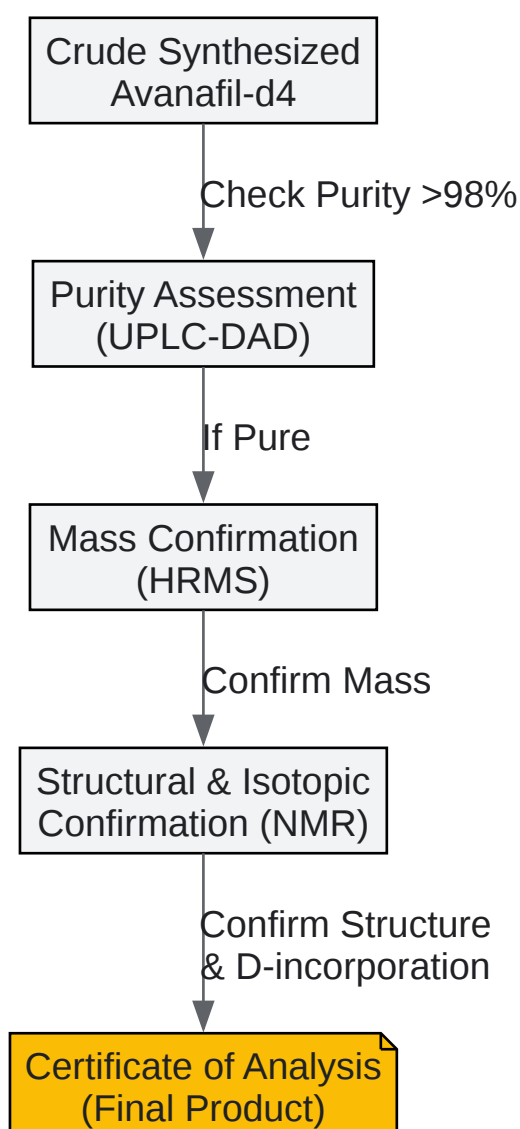 Crude Synthesized
Avanafil-d4
Check Purity >98%
Purity Assessment
(UPLC-DAD)
If Pure
Mass Confirmation
(HRMS)
Confirm Mass
Structural & Isotopic
Confirmation (NMR)
Confirm Structure
& D-incorporation
Certificate of Analysis
(Final Product)